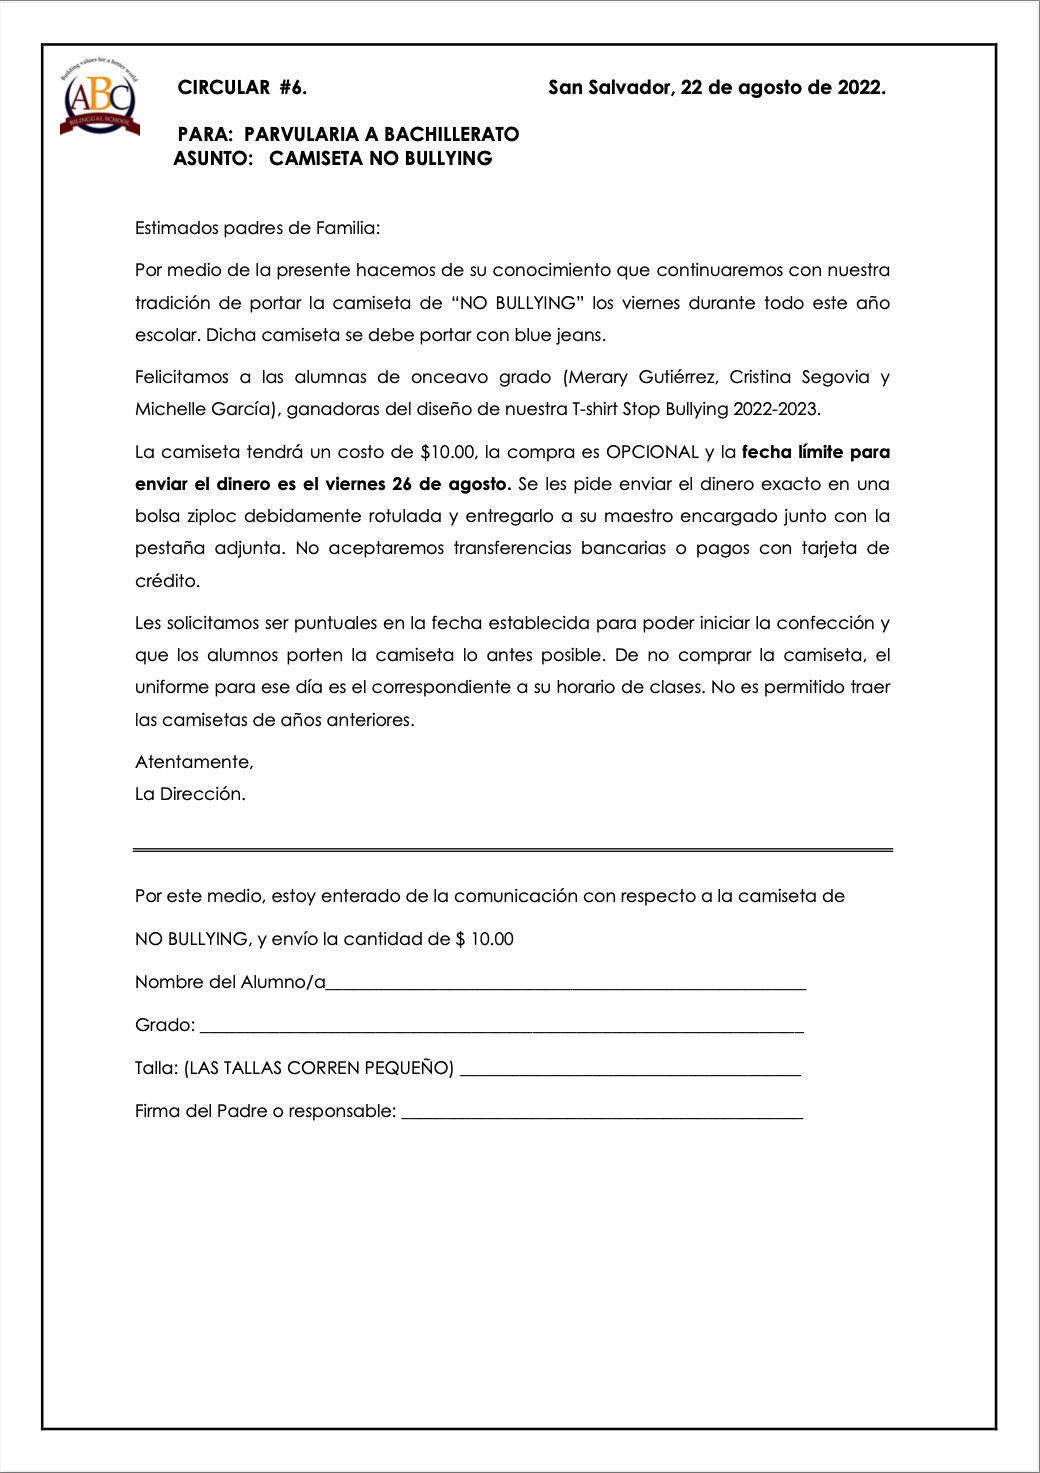 Building values for a better world
ABC
BILINGUAL SCHOOL
CIRCULAR #6. San Salvador, 22 de agosto de 2022.
PARA: PARVULARIA A BACHILLERATO
ASUNTO: CAMISETA NO BULLYING
Estimados padres de Familia:
Por medio de la presente hacemos de su conocimiento que continuaremos con nuestra
tradición de portar la camiseta de “NO BULLYING” los viernes durante todo este año
escolar. Dicha camiseta se debe portar con blue jeans.
Felicitamos a las alumnas de onceavo grado (Merary Gutiérrez, Cristina Segovia y
Michelle García), ganadoras del diseño de nuestra T-shirt Stop Bullying 2022-2023.
La camiseta tendrá un costo de $10.00, la compra es OPCIONAL y la fecha límite para
enviar el dinero es el viernes 26 de agosto. Se les pide enviar el dinero exacto en una
bolsa ziploc debidamente rotulada y entregarlo a su maestro encargado junto con la
pestaña adjunta. No aceptaremos transferencias bancarias o pagos con tarjeta de
crédito.
Les solicitamos ser puntuales en la fecha establecida para poder iniciar la confección y
que los alumnos porten la camiseta lo antes posible. De no comprar la camiseta, el
uniforme para ese día es el correspondiente a su horario de clases. No es permitido traer
las camisetas de años anteriores.
Atentamente,
La Dirección.
Por este medio, estoy enterado de la comunicación con respecto a la camiseta de
NO BULLYING, y envío la cantidad de $ 10.00
Nombre del Alumno/a______________________________________________________
Grado: ____________________________________________________________________
Talla: (LAS TALLAS CORREN PEQUEÑO) ______________________________________
Firma del Padre o responsable: _____________________________________________